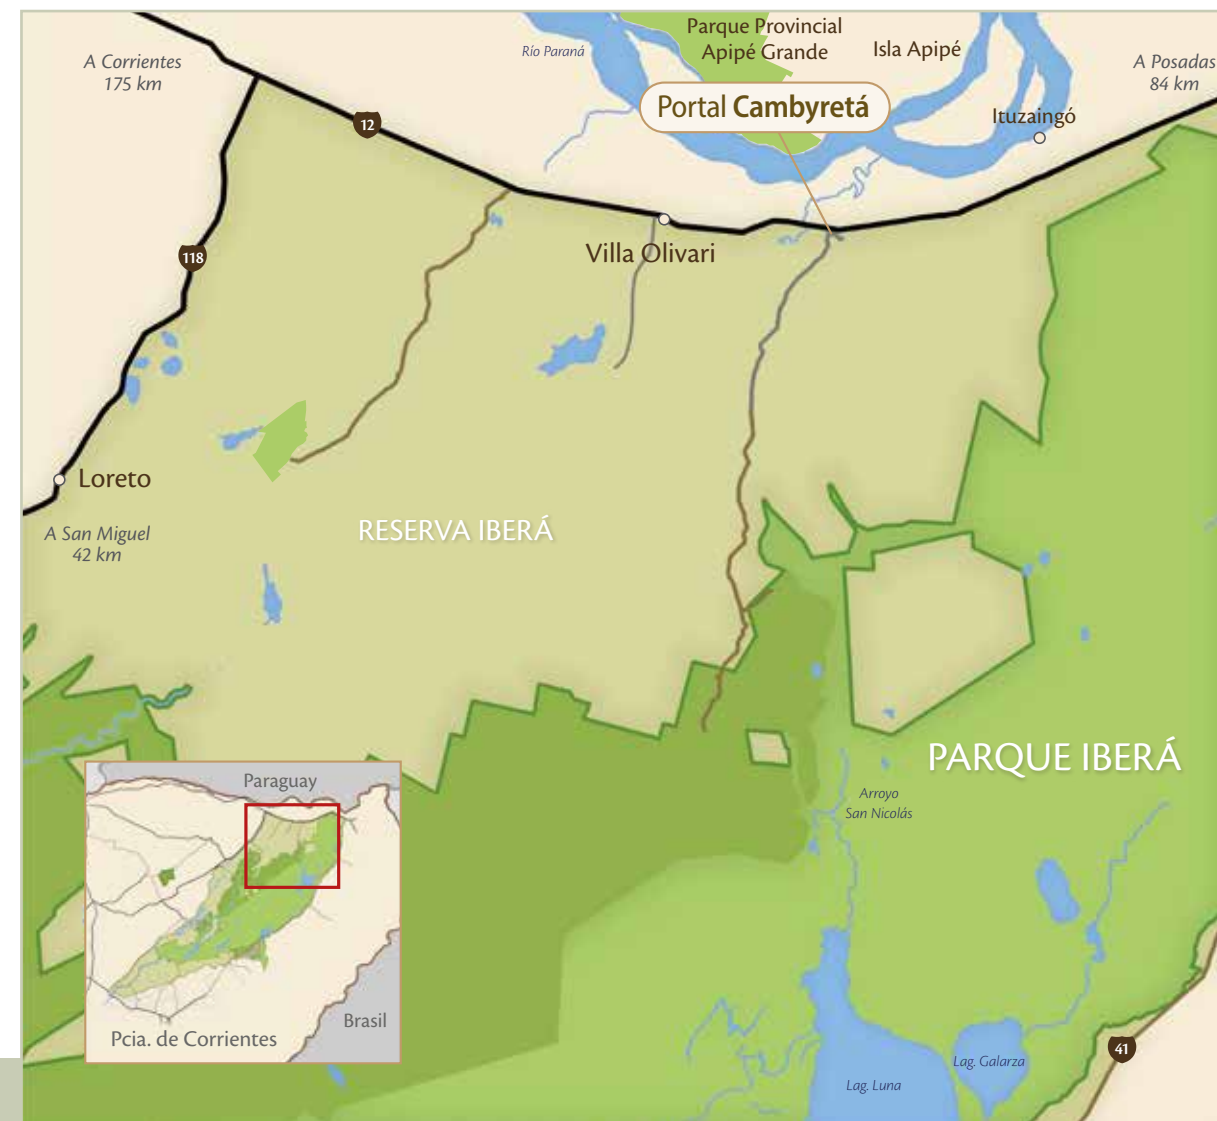 Parque Provincial
Apipé Grande
Isla Apipé
Río Paraná
A Corrientes
175 km
A Posadas
84 km
Portal Cambyretá
Ituzaingó
12
Villa Olivari
118
Loreto
A San Miguel
42 km
RESERVA IBERÁ
PARQUE IBERÁ
Arroyo
San Nicolás
Paraguay
Brasil
Pcia. de Corrientes
41
Lag. Galarza
Lag. Luna